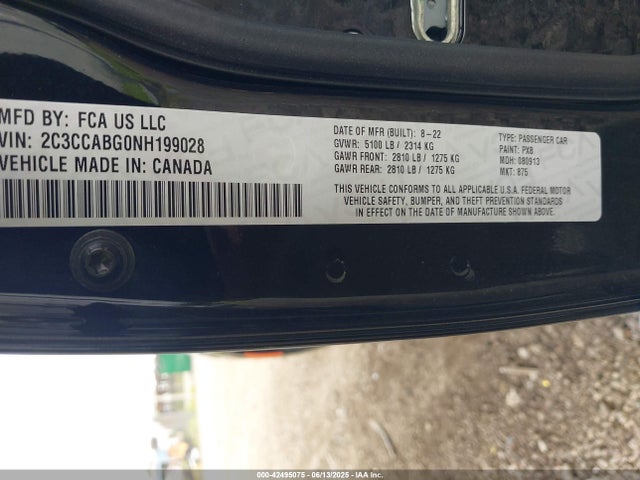 MFD BY: FCA US LLC
VIN: 2C3CCABG0NH199028
VEHICLE MADE IN: CANADA
DATE OF MFR (BUILT): 8-22
GVWR: 5100 LB / 2314 KG
GAWR FRONT: 2810 LB / 1275 KG
GAWR REAR: 2810 LB / 1275 KG
TYPE: PASSENGER CAR
PAINT: PX8
MDH: 080913
MKT: 875
THIS VEHICLE CONFORMS TO ALL APPLICABLE U.S.A. FEDERAL MOTOR
VEHICLE SAFETY, BUMPER, AND THEFT PREVENTION STANDARDS
IN EFFECT ON THE DATE OF MANUFACTURE SHOWN ABOVE.
000-42495075 - 06/13/2025 - IAAI.COM